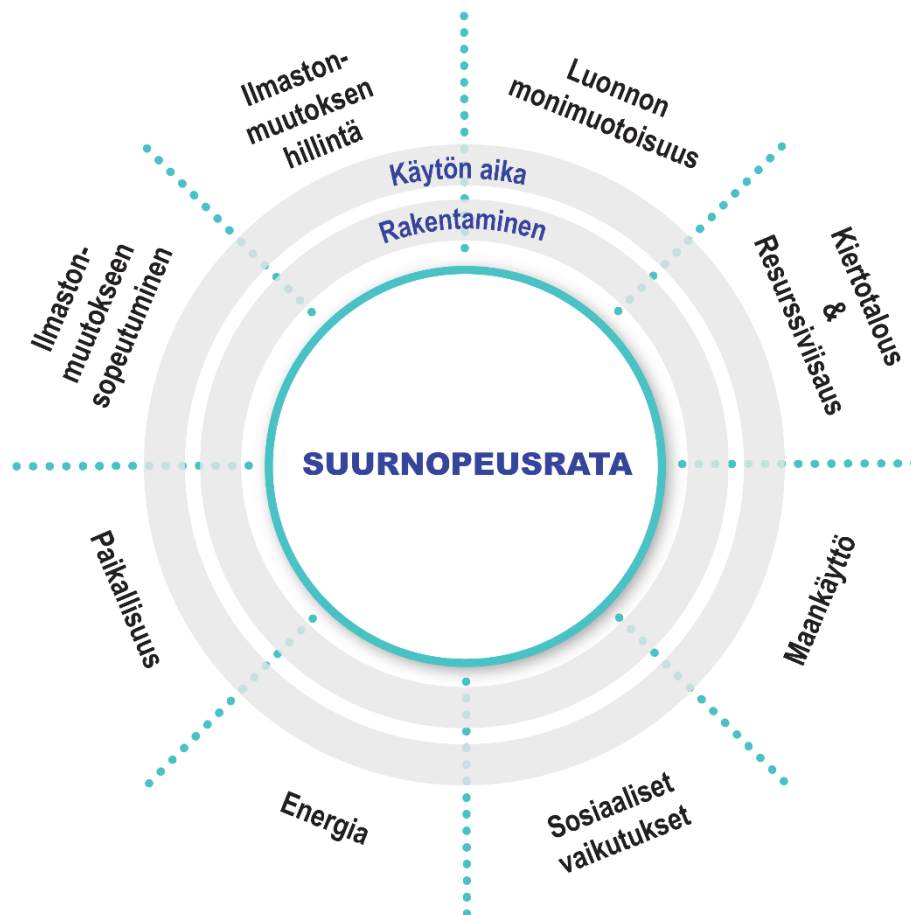 Ilmaston-
muutoksen
hillintä
Luonnon
monimuotoisuus
Käytön aika
Rakentaminen
Ilmaston-
muutokseen
sopeutuminen
Kiertotalous
&
Resurssiviisaus
SUURNOPEUSRATA
Paikallisuus
Maankäyttö
Energia
Sosiaaliset
vaikutukset